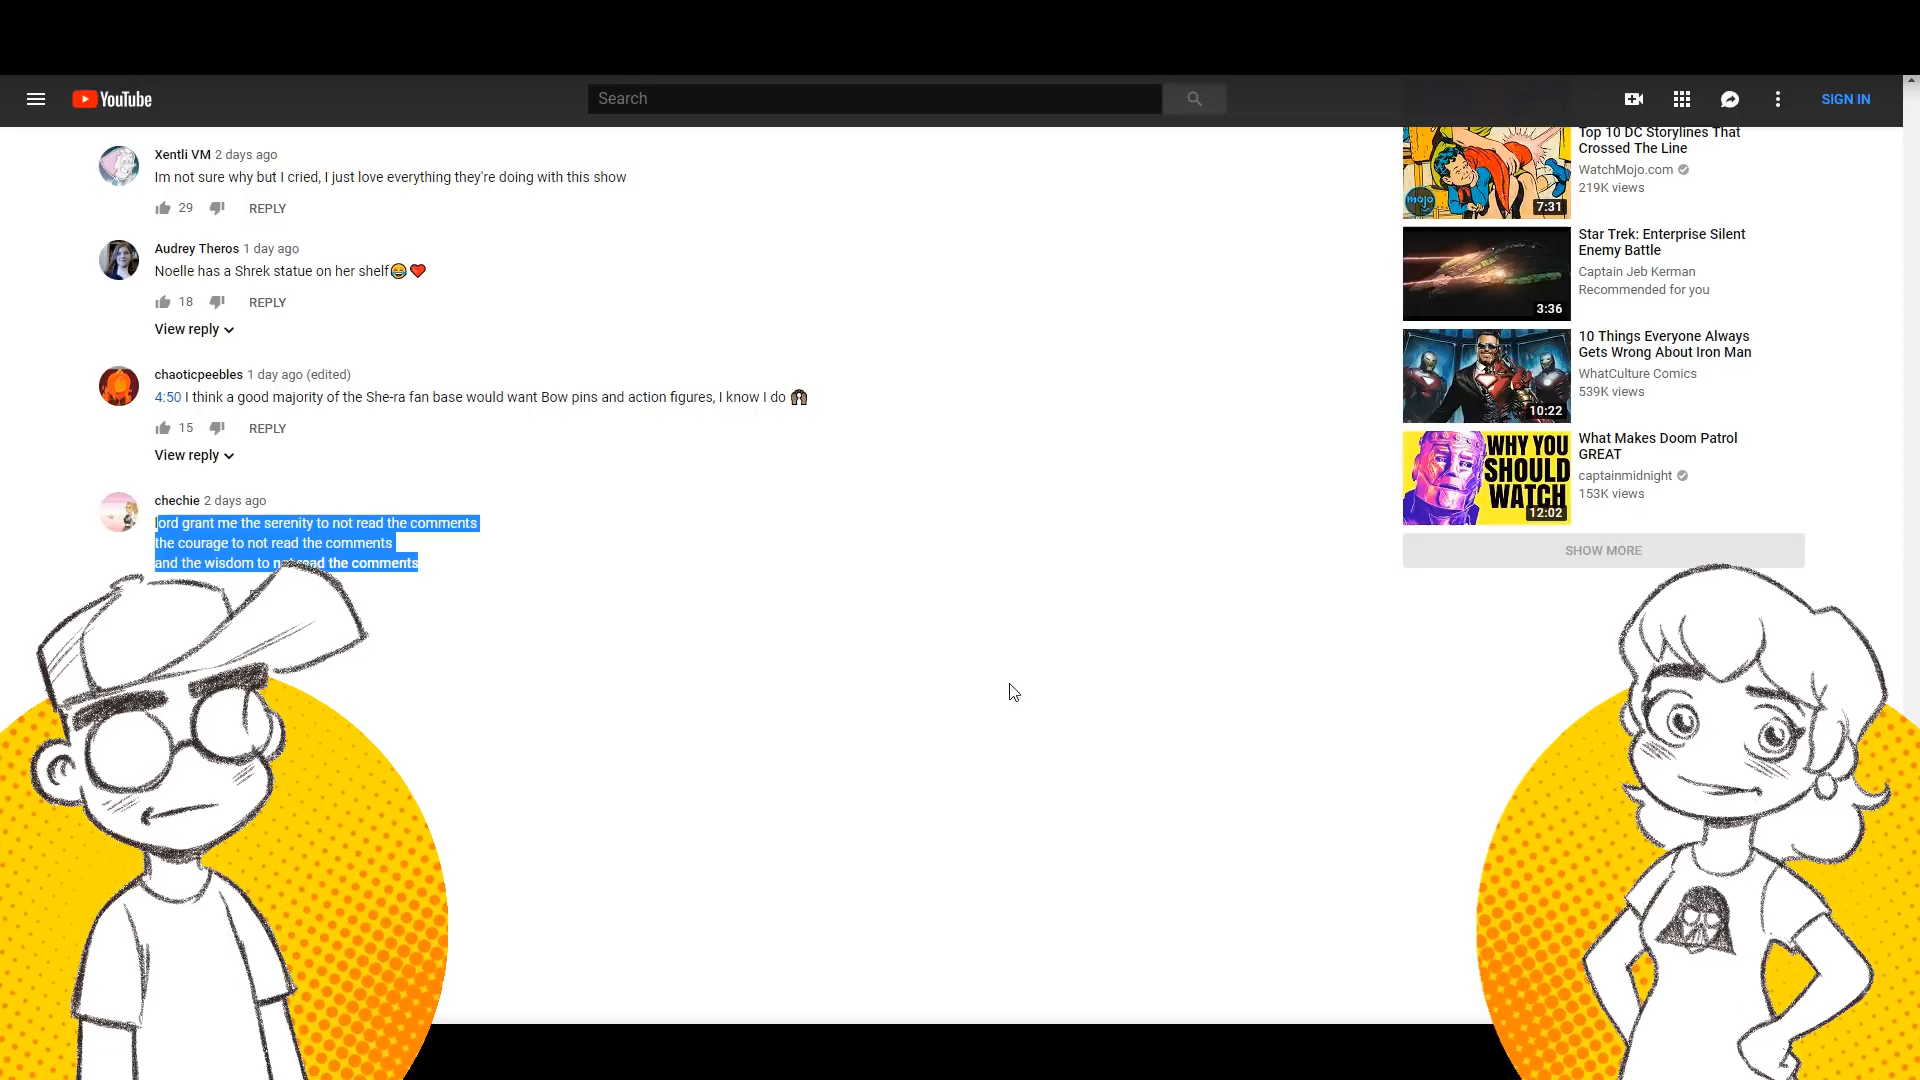 YouTube
Search
SIGN IN
Xentli VM 2 days ago
Im not sure why but I cried, I just love everything they're doing with this show
29 REPLY
Audrey Theros 1 day ago
Noelle has a Shrek statue on her shelf😂❤️
18 REPLY
View reply
chaoticpeebles 1 day ago (edited)
4:50 I think a good majority of the She-ra fan base would want Bow pins and action figures, I know I do
15 REPLY
View reply
chechie 2 days ago
lord grant me the serenity to not read the comments
the courage to not read the comments
and the wisdom to not read the comments
Top 10 DC Storylines That
Crossed The Line
WatchMojo.com
219K views
mojo
7:31
Star Trek: Enterprise Silent
Enemy Battle
Captain Jeb Kerman
Recommended for you
3:36
10 Things Everyone Always
Gets Wrong About Iron Man
WhatCulture Comics
539K views
10:22
What Makes Doom Patrol
GREAT
captainmidnight
153K views
WHY YOU
SHOULD
WATCH
12:02
SHOW MORE